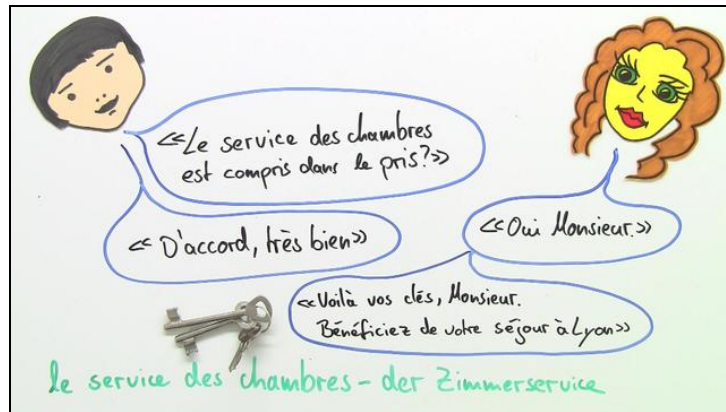 «Le service des chambres
est compris dans le pris?»
«Oui Monsieur.»
«D'accord, très bien»
«Voilà vos clés, Monsieur.
Bénéficiez de votre séjour à Lyon»
le service des chambres - der Zimmerservice